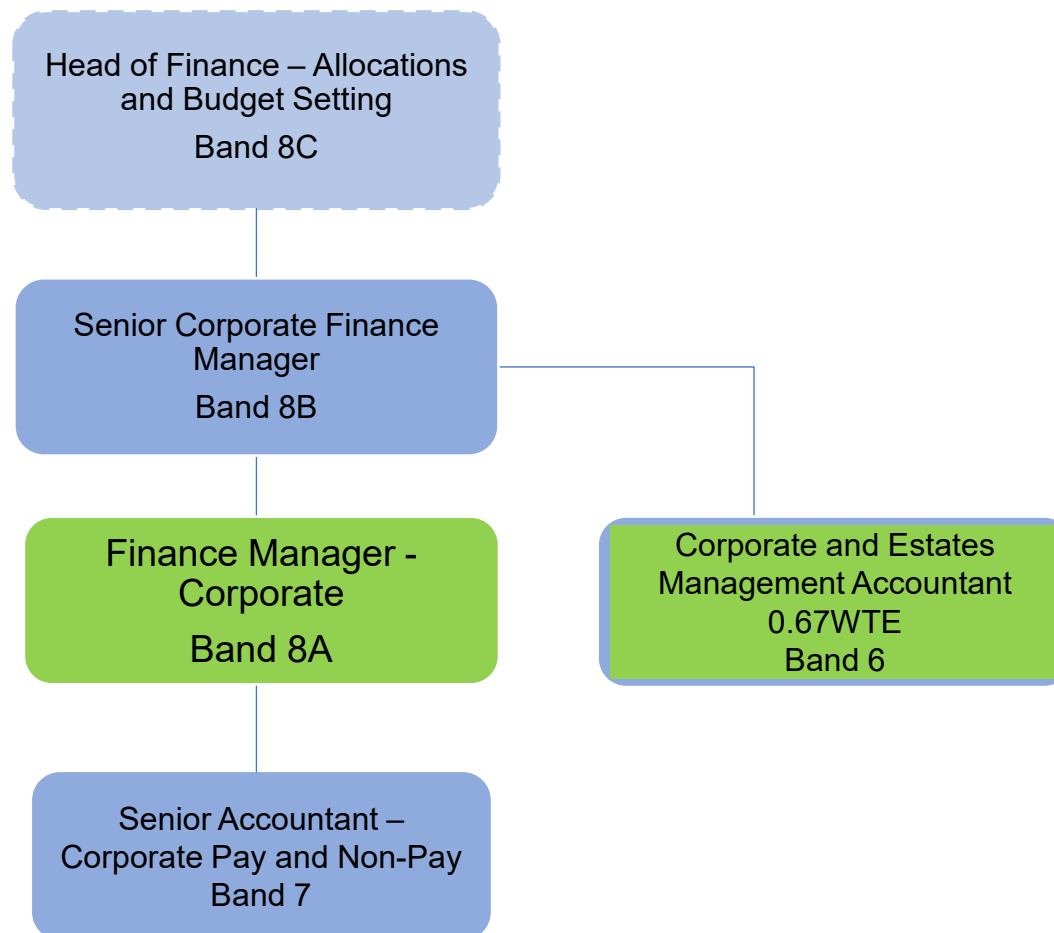 Head of Finance – Allocations
and Budget Setting
Band 8C
Senior Corporate Finance
Manager
Band 8B
Finance Manager -
Corporate
Band 8A
Corporate and Estates
Management Accountant
0.67WTE
Band 6
Senior Accountant –
Corporate Pay and Non-Pay
Band 7